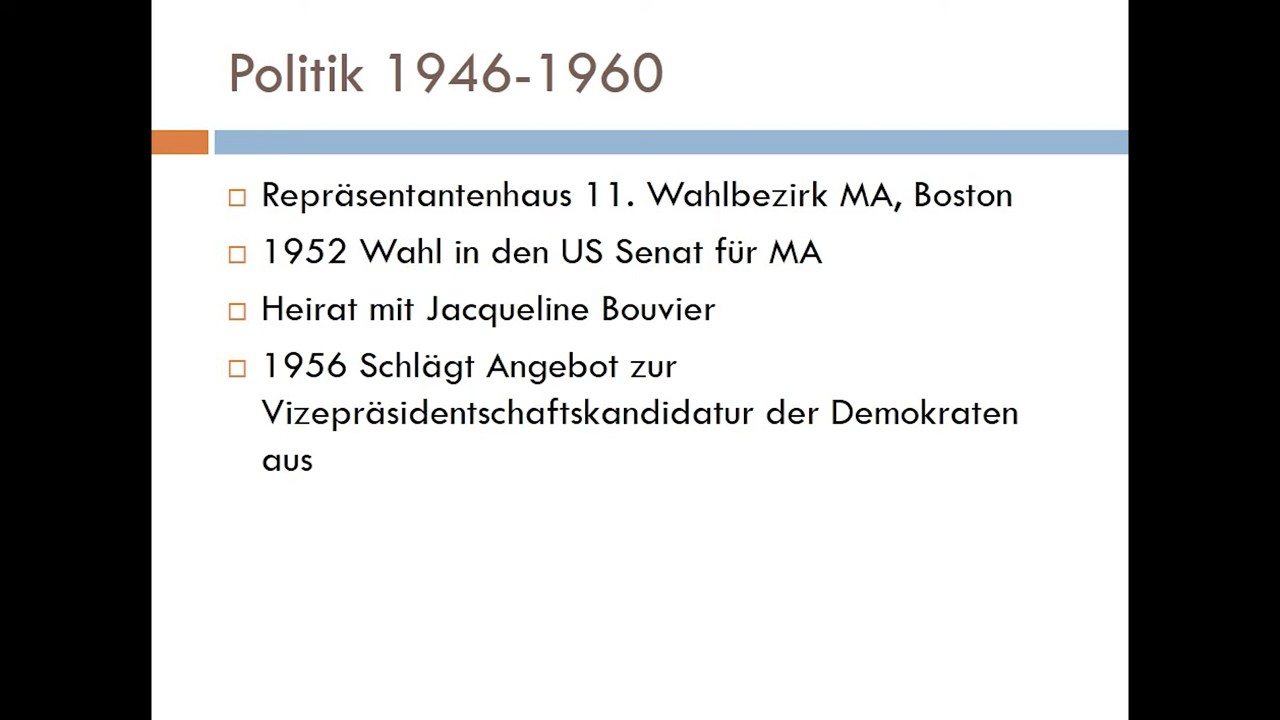 Politik 1946-1960
Repräsentantenhaus 11. Wahlbezirk MA, Boston
1952 Wahl in den US Senat für MA
Heirat mit Jacqueline Bouvier
1956 Schlägt Angebot zur
Vizepräsidentschaftskandidatur der Demokraten
aus